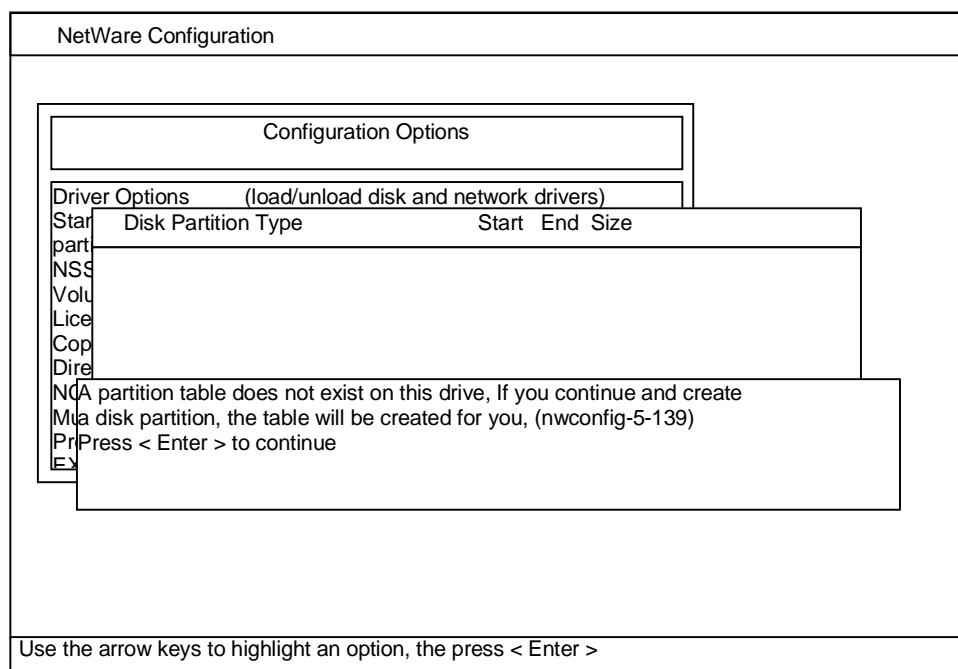 NetWare Configuration
Configuration Options
Driver Options (load/unload disk and network drivers)
Disk Partition Type Start End Size
A partition table does not exist on this drive, If you continue and create
a disk partition, the table will be created for you, (nwconfig-5-139)
Press < Enter > to continue
Use the arrow keys to highlight an option, the press < Enter >